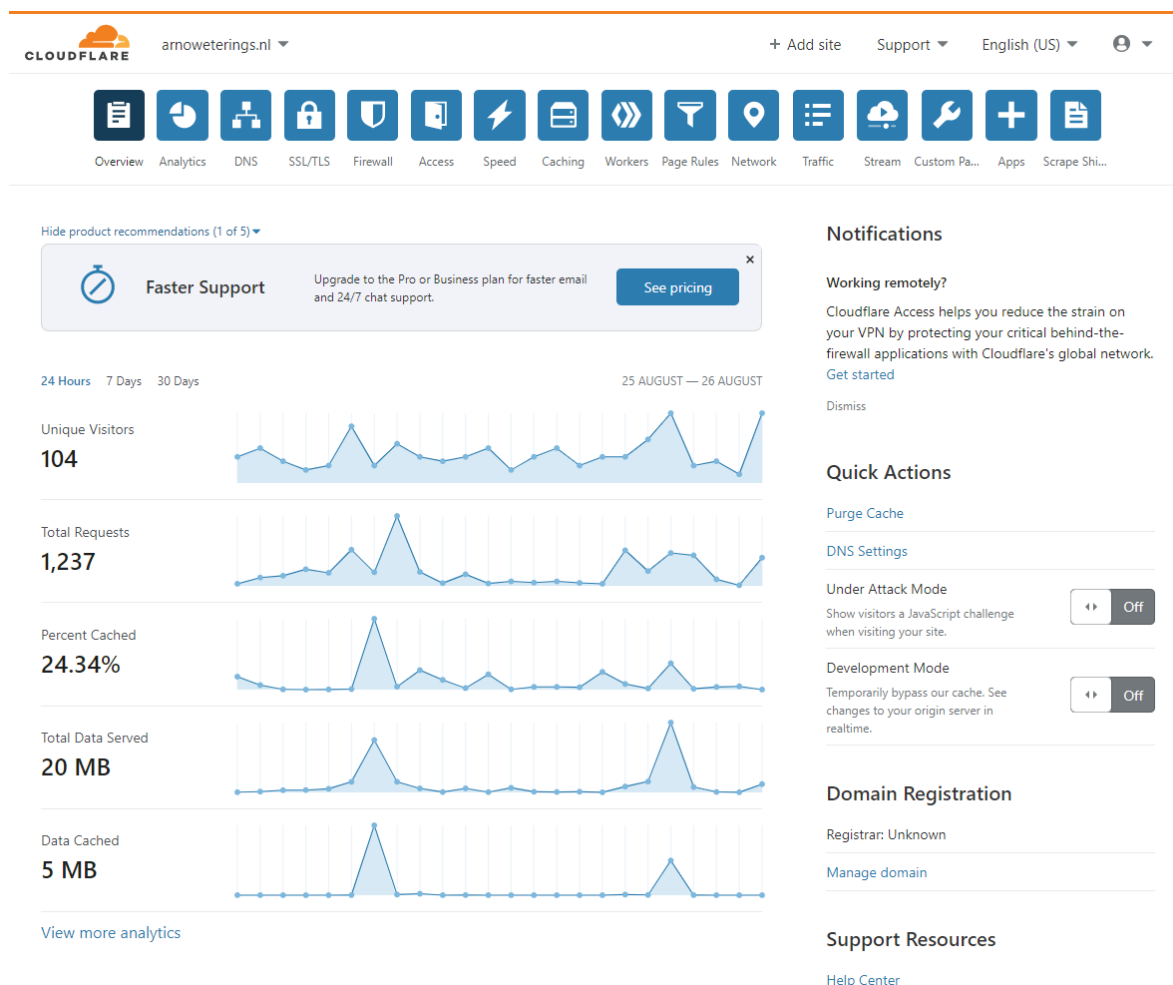 CLOUDFLARE
arnoweterings.nl
+ Add site
Support
English (US)
Overview
Analytics
DNS
SSL/TLS
Firewall
Access
Speed
Caching
Workers
Page Rules
Network
Traffic
Stream
Custom Pa...
Apps
Scrape Shi...
Hide product recommendations (1 of 5)
Faster Support
Upgrade to the Pro or Business plan for faster email
and 24/7 chat support.
See pricing
×
24 Hours 7 Days 30 Days
25 AUGUST — 26 AUGUST
Unique Visitors
104
Total Requests
1,237
Percent Cached
24.34%
Total Data Served
20 MB
Data Cached
5 MB
View more analytics
Notifications
Working remotely?
Cloudflare Access helps you reduce the strain on
your VPN by protecting your critical behind-the-
firewall applications with Cloudflare's global network.
Get started
Dismiss
Quick Actions
Purge Cache
DNS Settings
Under Attack Mode
Show visitors a JavaScript challenge
when visiting your site.
Off
Development Mode
Temporarily bypass our cache. See
changes to your origin server in
realtime.
Off
Domain Registration
Registrar: Unknown
Manage domain
Support Resources
Help Center